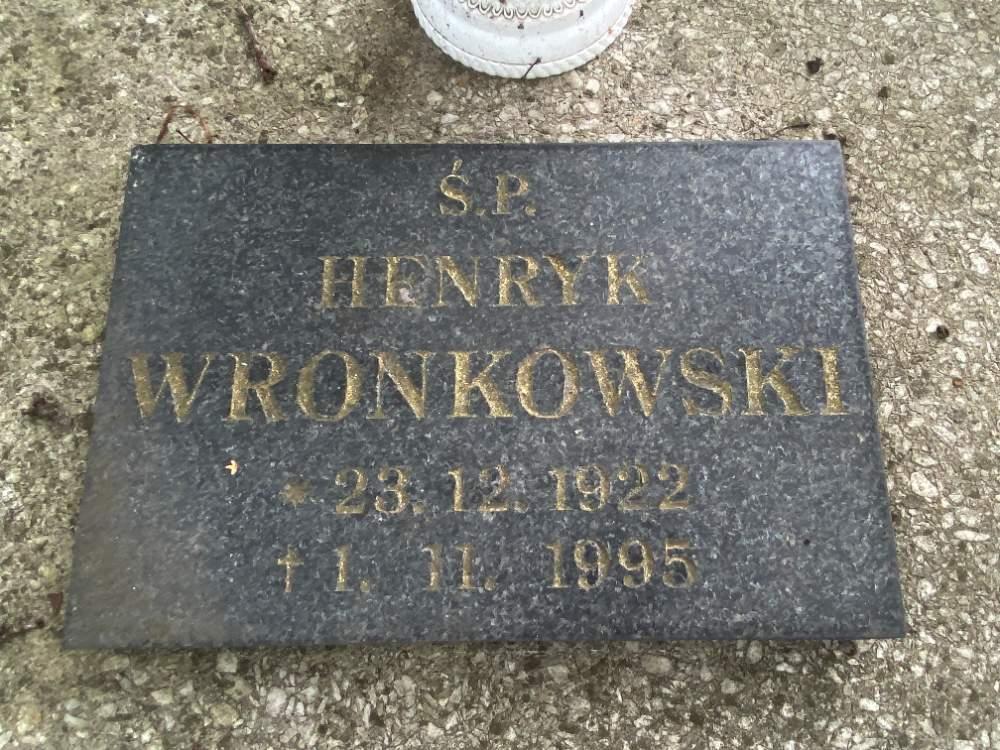 Ś.P.
HENRYK
WRONKOWSKI
* 23. 12. 1922
† 1. 11. 1995